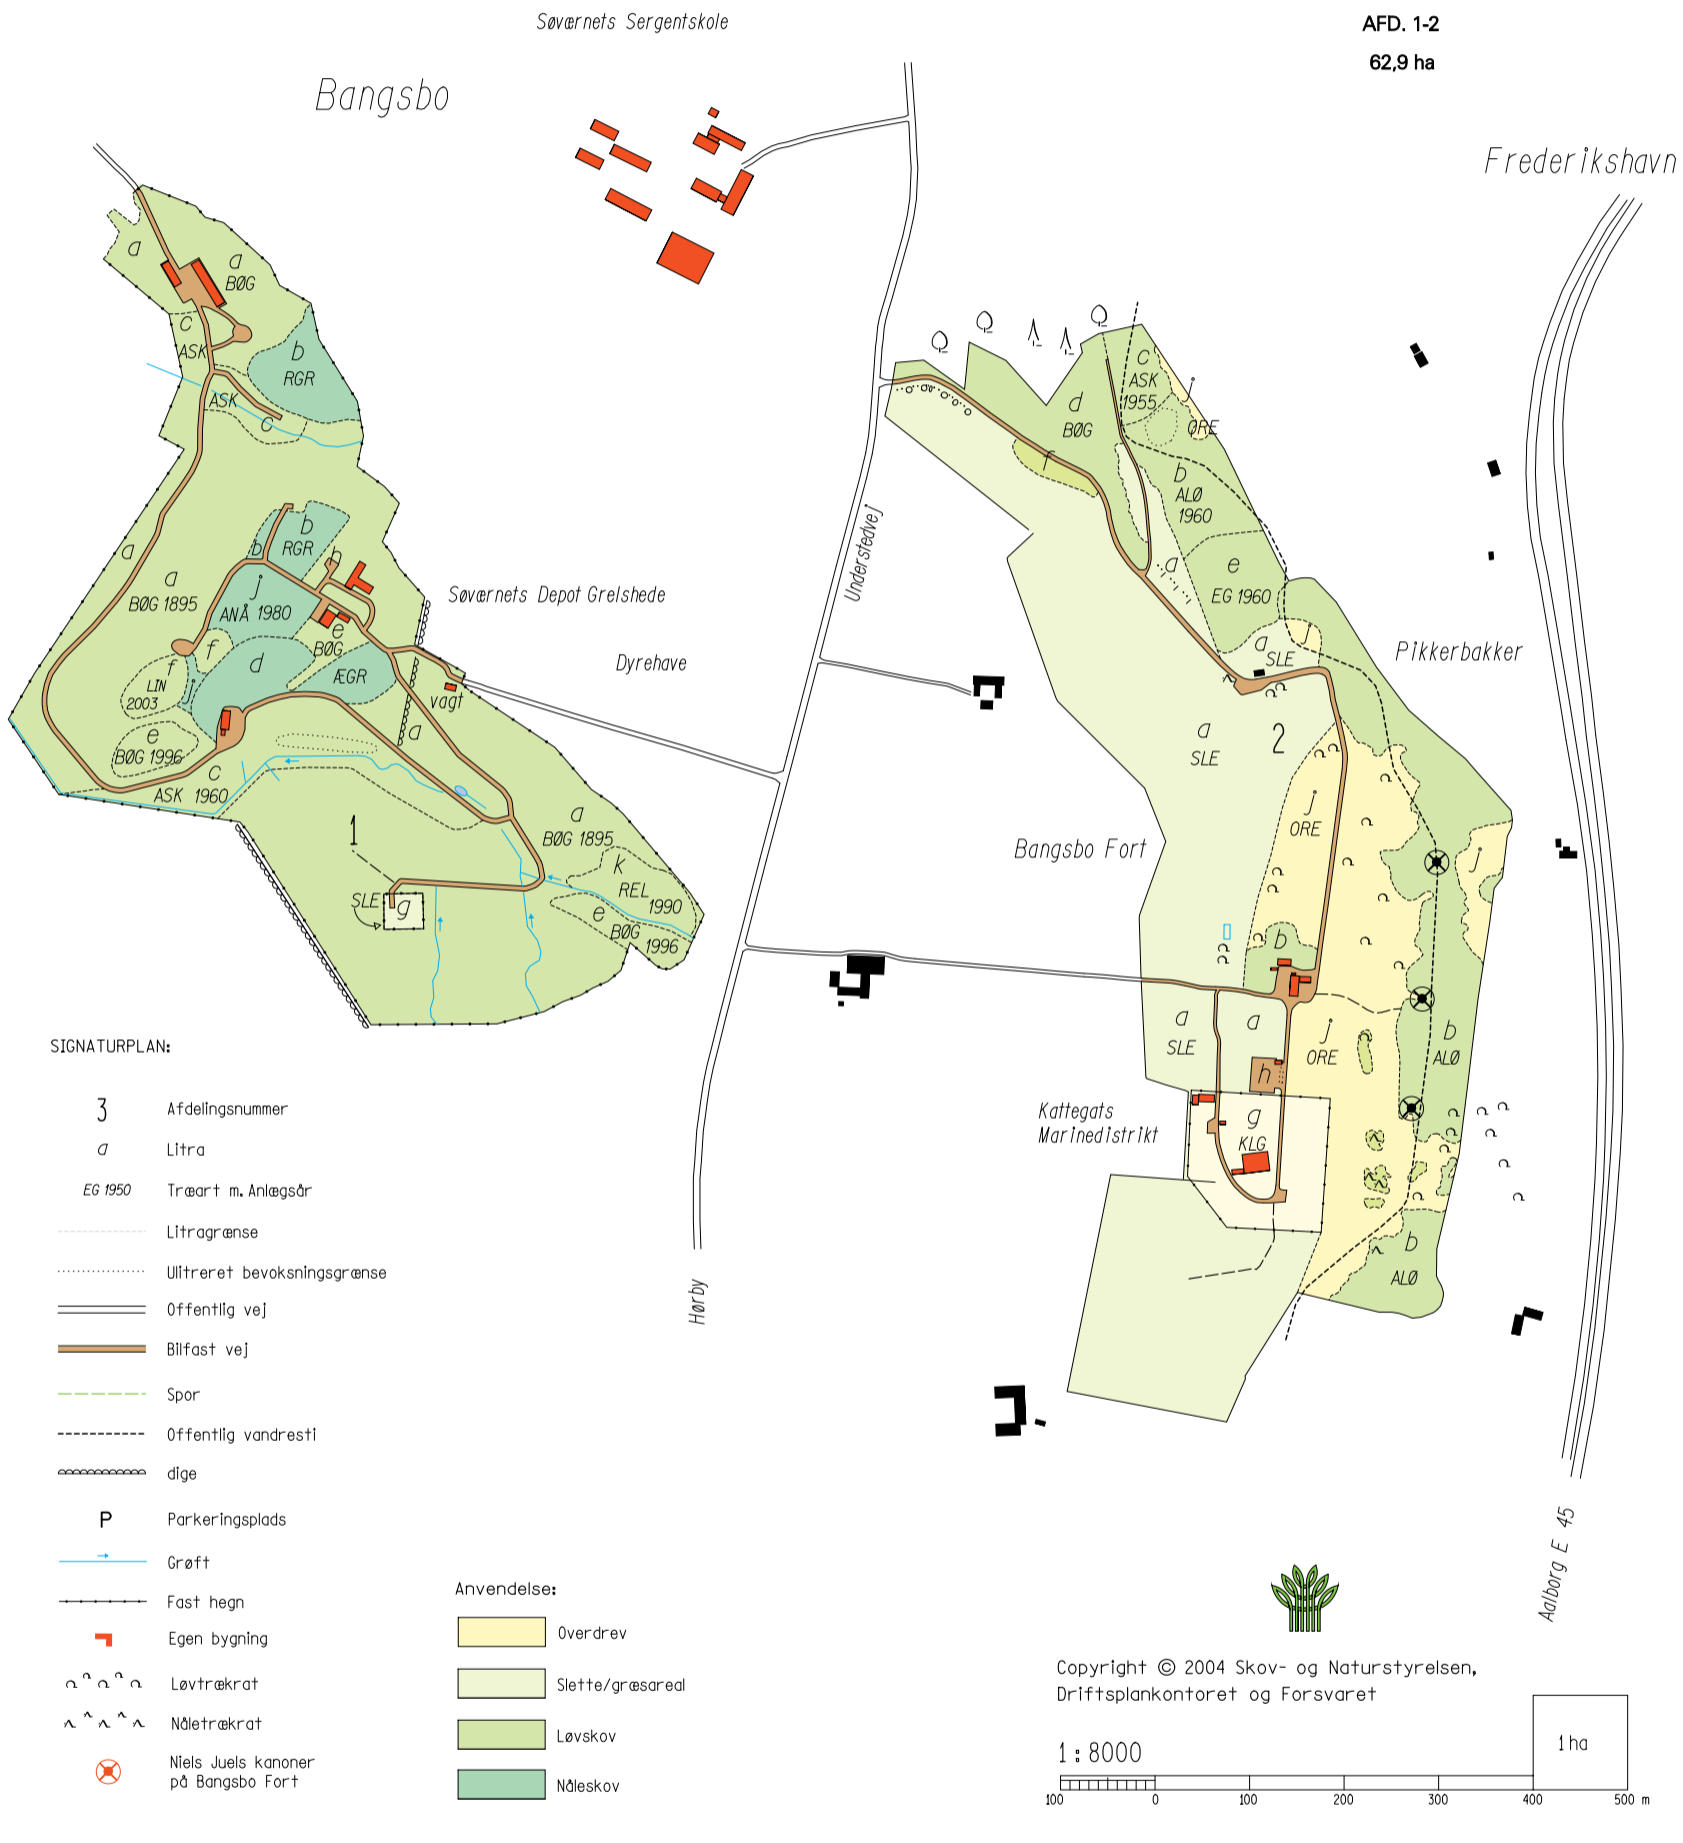 Søværnets Sergentskole
AFD. 1-2
62,9 ha
Bangsbo
Frederikshavn
a
a
BØG
c
ASK
b
RGR
ASK
c
c
ASK
1955
j
ØRE
d
BØG
f
b
ALØ
1960
a
e
EG 1960
a
SLE
j
Understedvej
a
a
BØG 1895
b
b
RGR
h
j
ANÅ 1980
e
BØG
f
f
d
ÆGR
LIN
2003
j
vagt
a
e
BØG 1996
c
ASK 1960
Søværnets Depot Grelshede
Dyrehave
Pikkerbakker
a
SLE
2
j
ORE
j
1
a
BØG 1895
k
REL
1990
e
BØG
1996
SLE
g
Bangsbo Fort
b
a
SLE
a
j
ORE
b
ALØ
h
g
KLG
Kattegats
Marinedistrikt
b
ALØ
Hørby
Aalborg E 45
SIGNATURPLAN:
3 Afdelingsnummer
a Litra
EG 1950 Træart m. Anlægsår
Litragrænse
Ulitreret bevoksningsgrænse
Offentlig vej
Bilfast vej
Spor
Offentlig vandresti
dige
P Parkeringsplads
Grøft
Fast hegn
Egen bygning
Løvtrækrat
Nåletrækrat
Niels Juels kanoner
på Bangsbo Fort
Anvendelse:
Overdrev
Slette/græsareal
Løvskov
Nåleskov
Copyright © 2004 Skov- og Naturstyrelsen,
Driftsplankontoret og Forsvaret
1 : 8000
1 ha
100 0 100 200 300 400 500 m